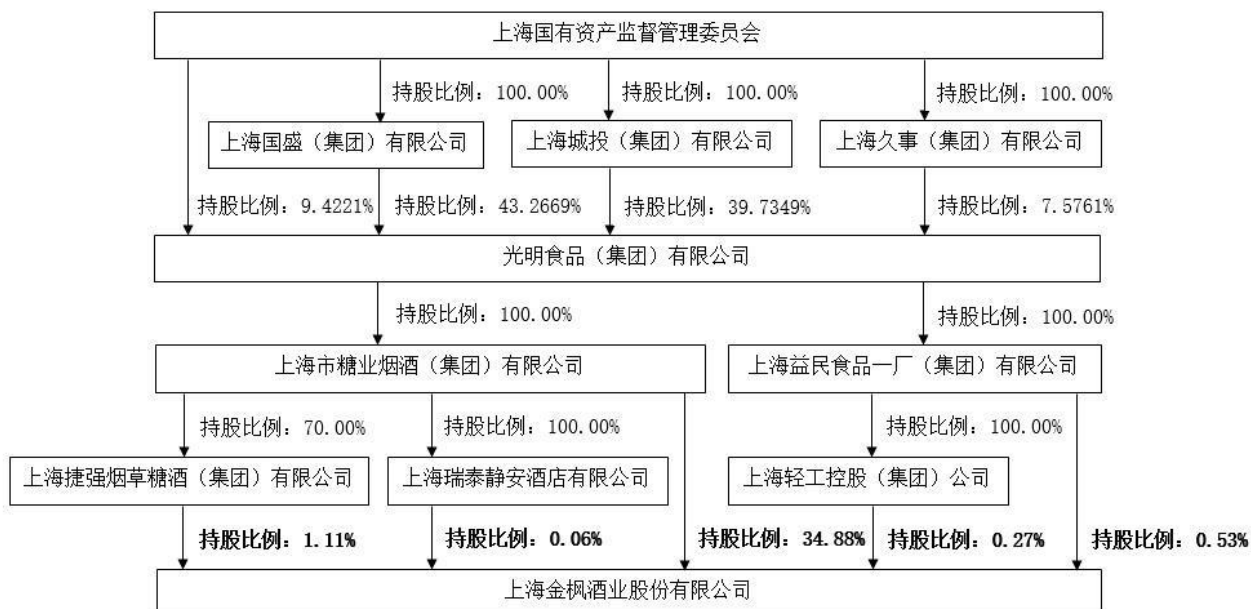 上海国有资产监督管理委员会
持股比例：100.00%
持股比例：100.00%
持股比例：100.00%
上海国盛（集团）有限公司
上海城投（集团）有限公司
上海久事（集团）有限公司
持股比例：9.4221%
持股比例：43.2669%
持股比例：39.7349%
持股比例：7.5761%
光明食品（集团）有限公司
持股比例：100.00%
持股比例：100.00%
上海市糖业烟酒（集团）有限公司
上海益民食品一厂（集团）有限公司
持股比例：70.00%
持股比例：100.00%
持股比例：100.00%
上海捷强烟草糖酒（集团）有限公司
上海瑞泰静安酒店有限公司
上海轻工控股（集团）公司
持股比例：1.11%
持股比例：0.06%
持股比例：34.88%
持股比例：0.27%
持股比例：0.53%
上海金枫酒业股份有限公司